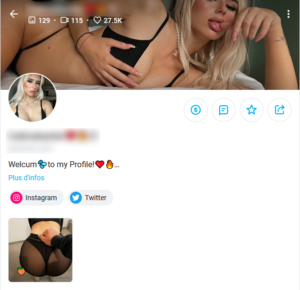 129 · 115 · 27.5K
Welcum💦to my Profile!❤️🔥..
Plus d'infos
Instagram Twitter